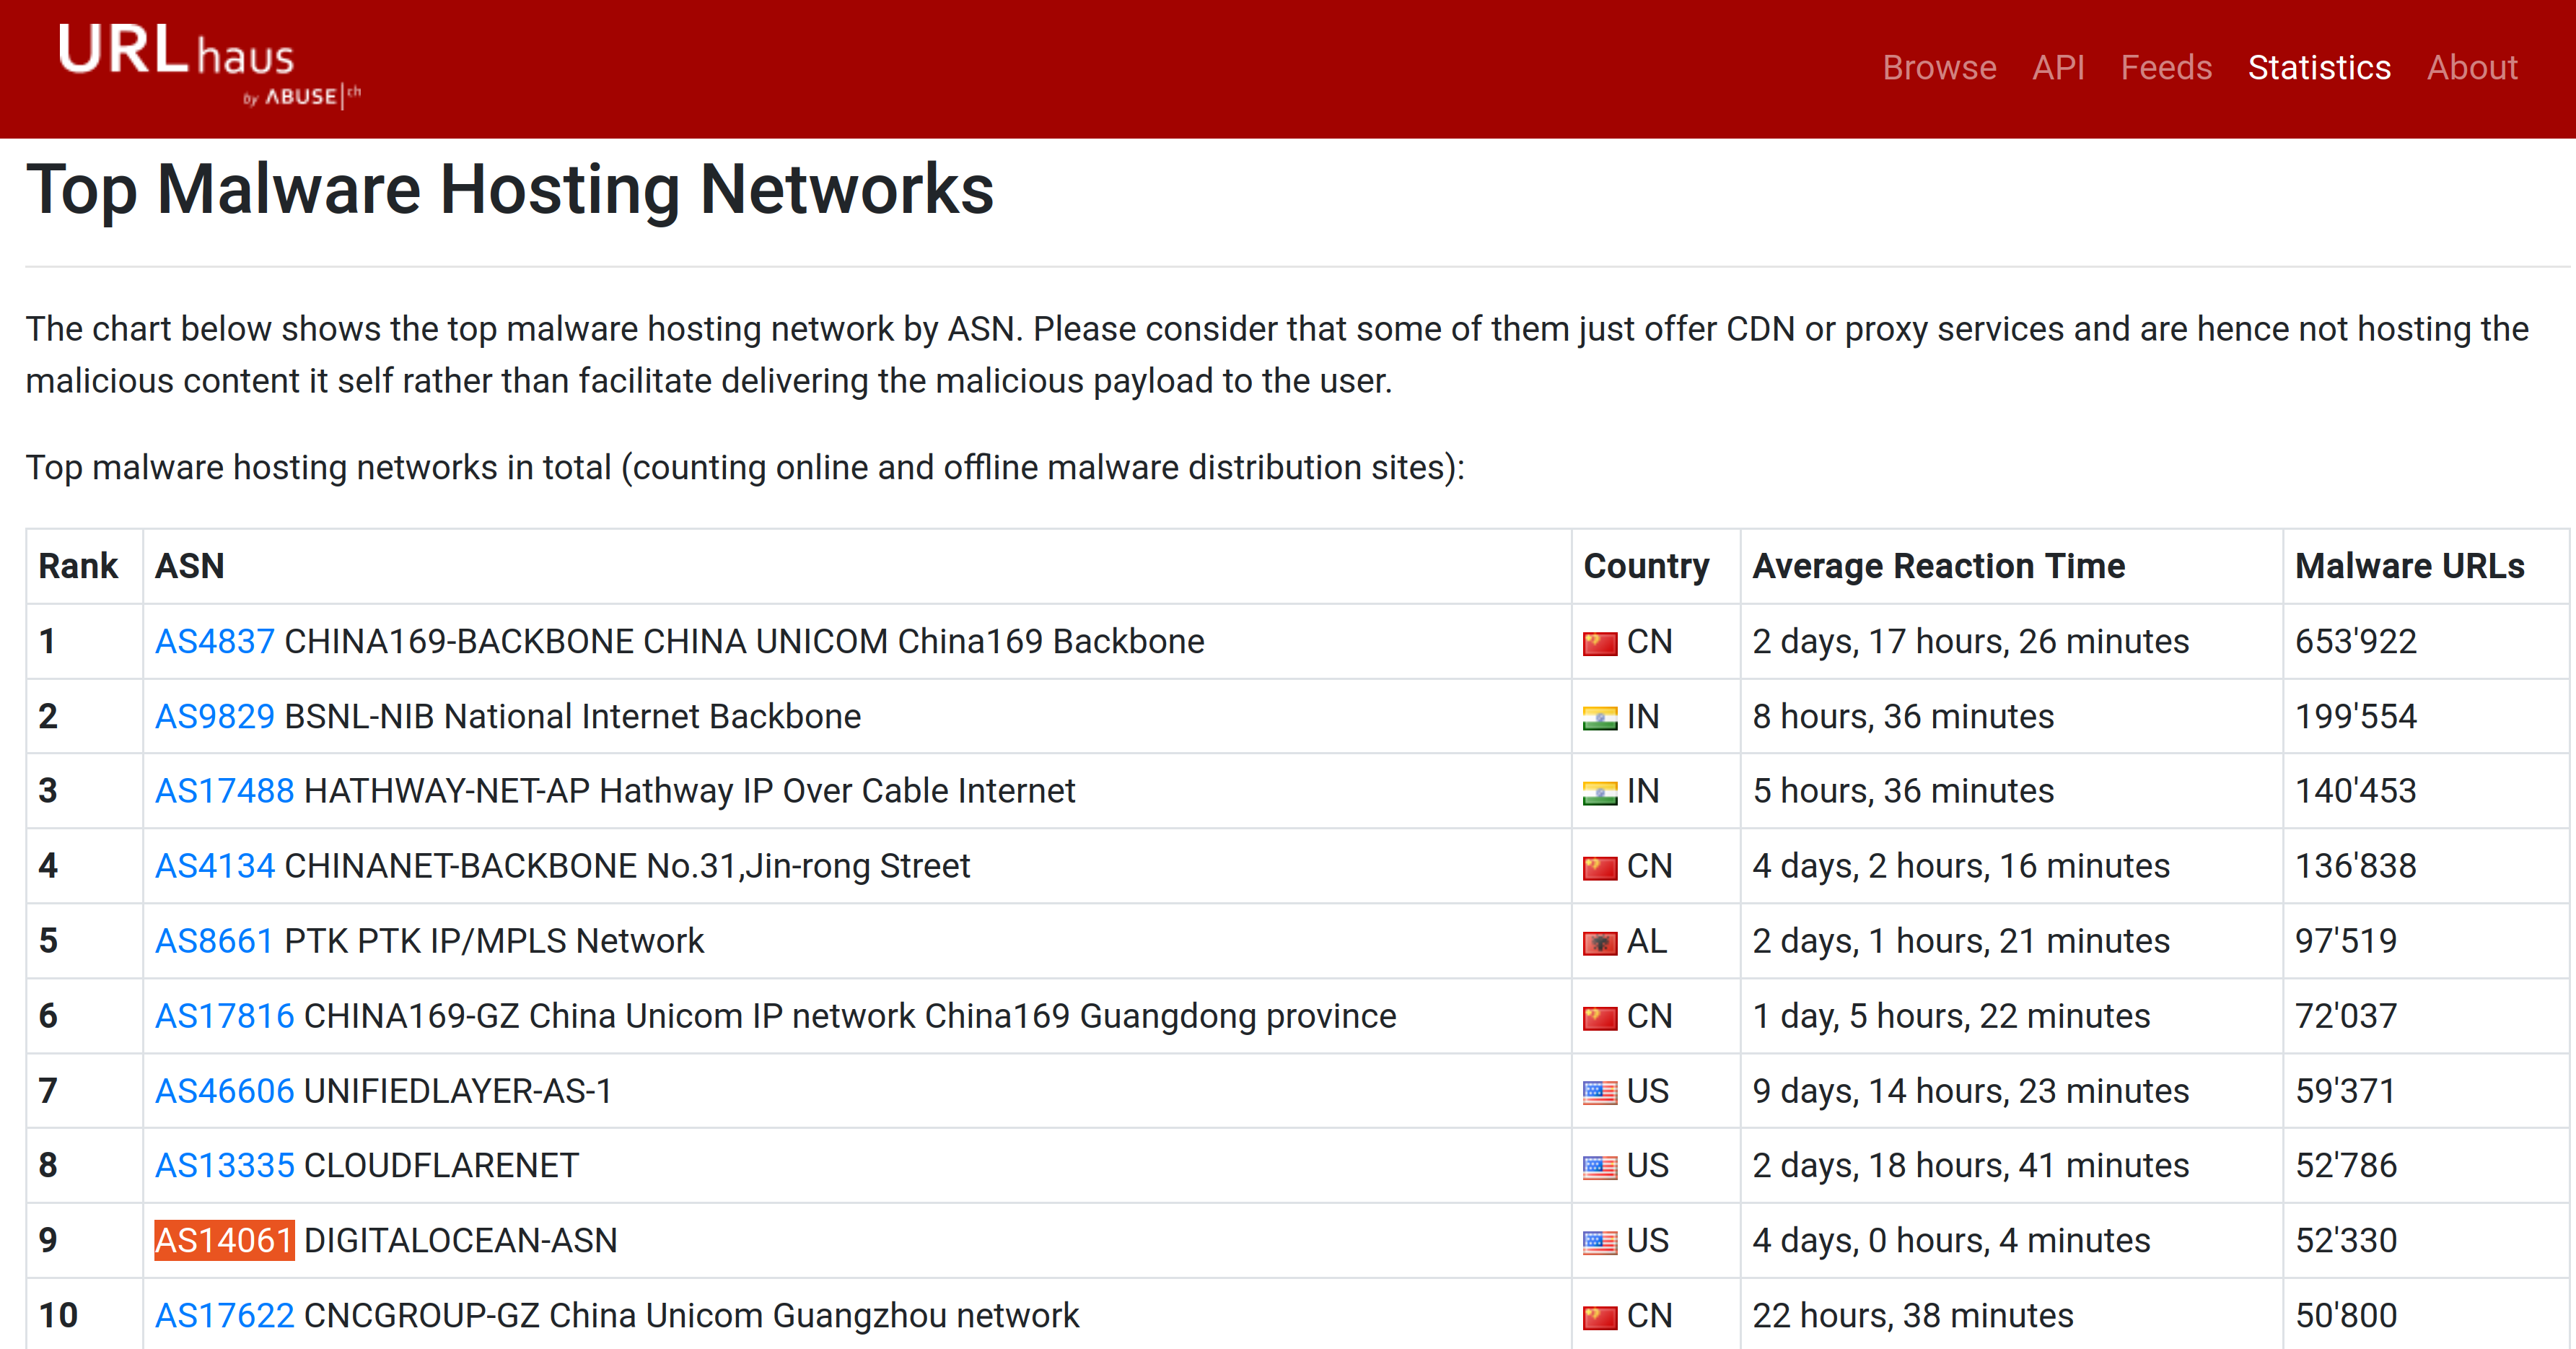 URLhaus
by ABUSE|ch
Browse API Feeds Statistics About
Top Malware Hosting Networks
The chart below shows the top malware hosting network by ASN. Please consider that some of them just offer CDN or proxy services and are hence not hosting the
malicious content it self rather than facilitate delivering the malicious payload to the user.
Top malware hosting networks in total (counting online and offline malware distribution sites):
Rank ASN Country Average Reaction Time Malware URLs
1 AS4837 CHINA169-BACKBONE CHINA UNICOM China169 Backbone CN 2 days, 17 hours, 26 minutes 653'922
2 AS9829 BSNL-NIB National Internet Backbone IN 8 hours, 36 minutes 199'554
3 AS17488 HATHWAY-NET-AP Hathway IP Over Cable Internet IN 5 hours, 36 minutes 140'453
4 AS4134 CHINANET-BACKBONE No.31,Jin-rong Street CN 4 days, 2 hours, 16 minutes 136'838
5 AS8661 PTK PTK IP/MPLS Network AL 2 days, 1 hours, 21 minutes 97'519
6 AS17816 CHINA169-GZ China Unicom IP network China169 Guangdong province CN 1 day, 5 hours, 22 minutes 72'037
7 AS46606 UNIFIEDLAYER-AS-1 US 9 days, 14 hours, 23 minutes 59'371
8 AS13335 CLOUDFLARENET US 2 days, 18 hours, 41 minutes 52'786
9 AS14061 DIGITALOCEAN-ASN US 4 days, 0 hours, 4 minutes 52'330
10 AS17622 CNCGROUP-GZ China Unicom Guangzhou network CN 22 hours, 38 minutes 50'800